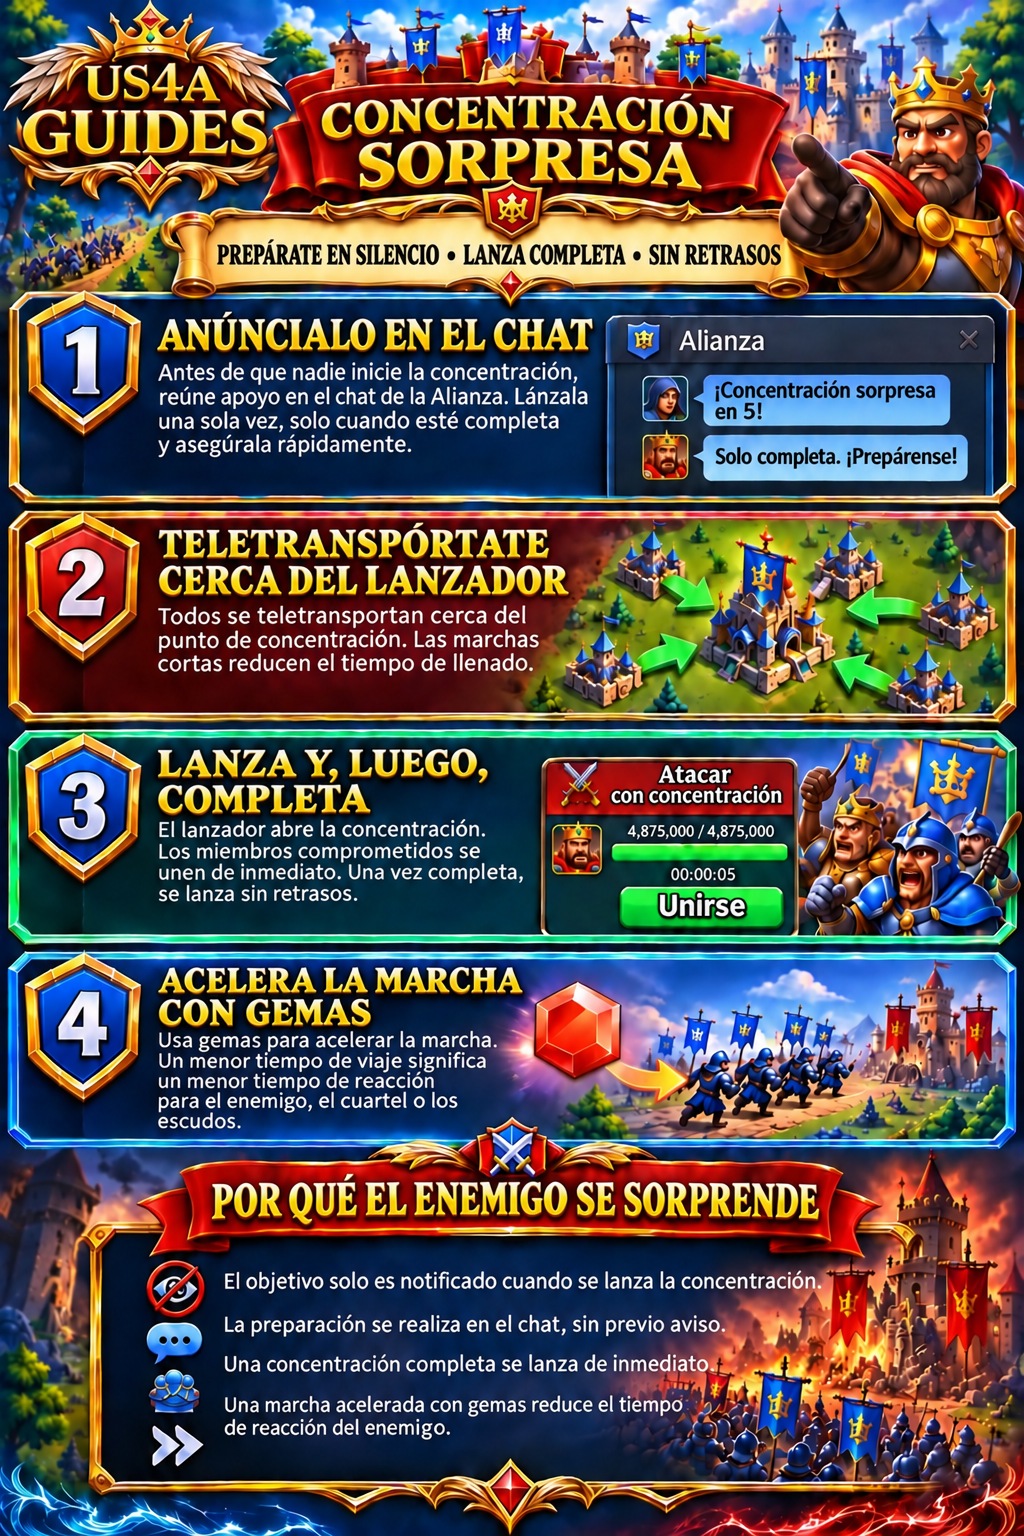 US4A
GUIDES
CONCENTRACIÓN
SORPRESA
PREPÁRATE EN SILENCIO • LANZA COMPLETA • SIN RETRASOS
1
ANÚNCIALO EN EL CHAT
Antes de que nadie inicie la concentración,
reúne apoyo en el chat de la Alianza. Lánzala
una sola vez, solo cuando esté completa
y asegúrala rápidamente.
Alianza
¡Concentración sorpresa
en 5!
Solo completa. ¡Prepárense!
2
TELETRANSPÓRTATE
CERCA DEL LANZADOR
Todos se teletransportan cerca del
punto de concentración. Las marchas
cortas reducen el tiempo de llenado.
3
LANZA Y, LUEGO,
COMPLETA
El lanzador abre la concentración.
Los miembros comprometidos se
unen de inmediato. Una vez completa,
se lanza sin retrasos.
Atacar
con concentración
4,875,000 / 4,875,000
00:00:05
Unirse
4
ACELERA LA MARCHA
CON GEMAS
Usa gemas para acelerar la marcha.
Un menor tiempo de viaje significa
un menor tiempo de reacción
para el enemigo, el cuartel o los
escudos.
POR QUÉ EL ENEMIGO SE SORPRENDE
El objetivo solo es notificado cuando se lanza la concentración.
La preparación se realiza en el chat, sin previo aviso.
Una concentración completa se lanza de inmediato.
Una marcha acelerada con gemas reduce el tiempo
de reacción del enemigo.